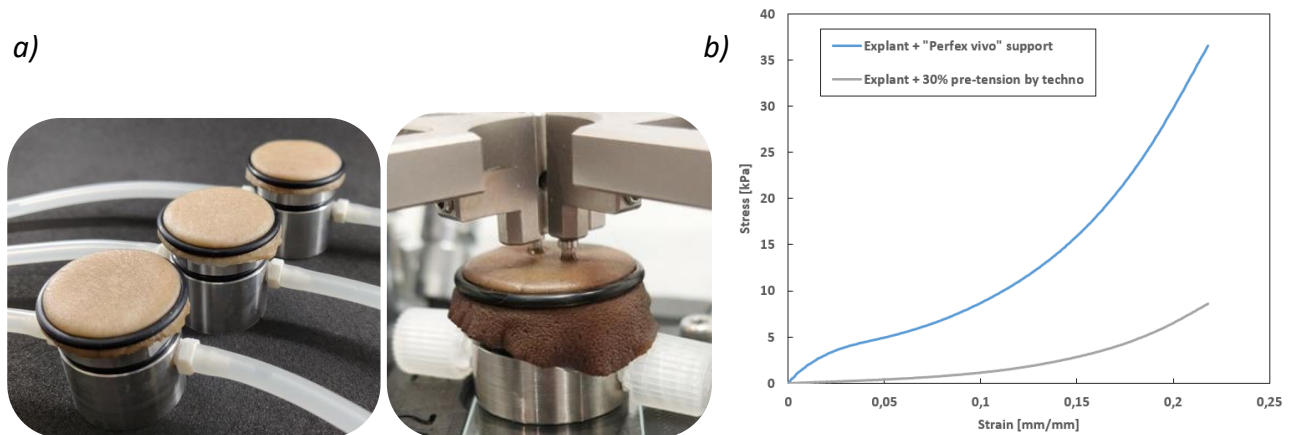 a)
b)
40
35
30
25
20
15
10
5
0
Stress [kPa]
Explant + "Perfex vivo" support
Explant + 30% pre-tension by techno
0
0,05
0,1
0,15
0,2
0,25
Strain [mm/mm]